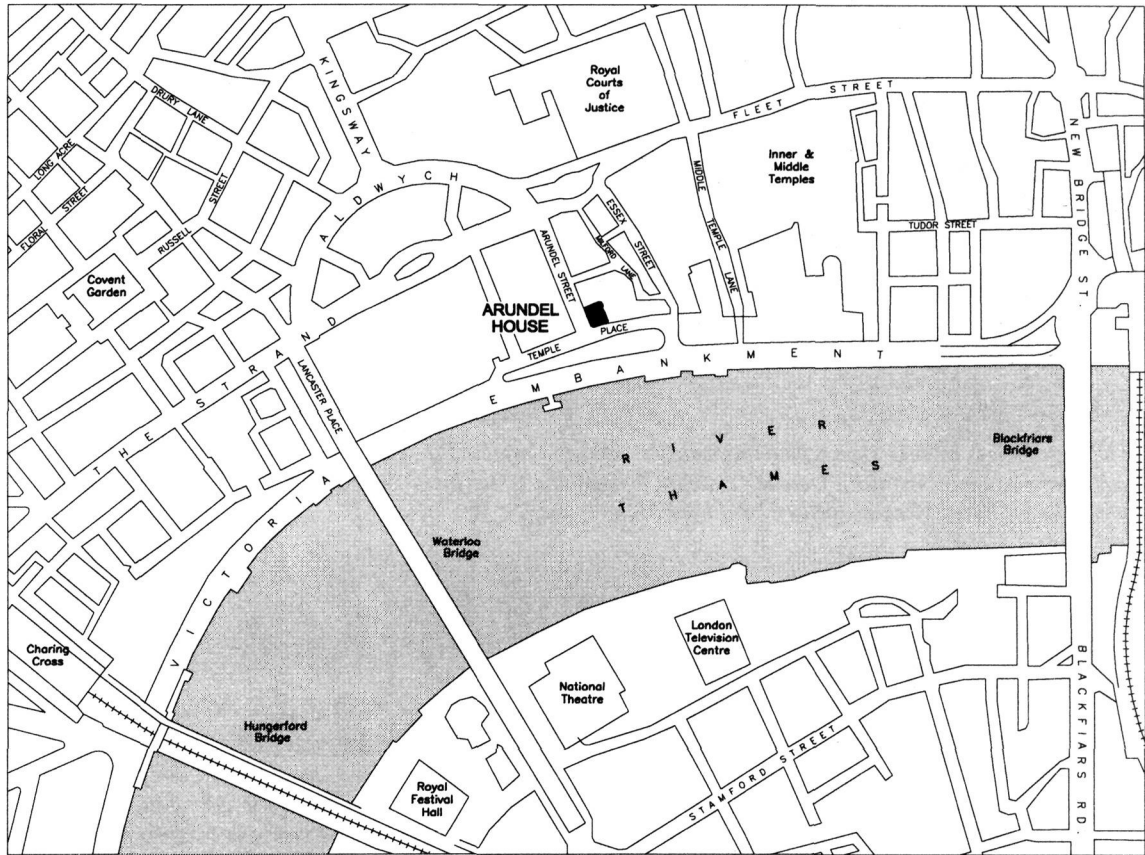 KINGSWAY
DRURY LANE
LONG ACRE
FLORAL STREET
RUSSELL STREET
Covent
Garden
ALDWYCH
Royal
Courts
of
Justice
FLEET STREET
MIDDLE TEMPLE LANE
Inner &
Middle
Temples
TUDOR STREET
NEW BRIDGE ST.
ESSEX STREET
MILFORD LANE
ARUNDEL STREET
ARUNDEL
HOUSE
TEMPLE PLACE
THE STRAND
LANCASTER PLACE
VICTORIA EMBANKMENT
RIVER
THAMES
Blackfriars
Bridge
Waterloo
Bridge
Charing
Cross
Hungerford
Bridge
London
Television
Centre
National
Theatre
Royal
Festival
Hall
STAMFORD STREET
BLACKFRIARS RD.